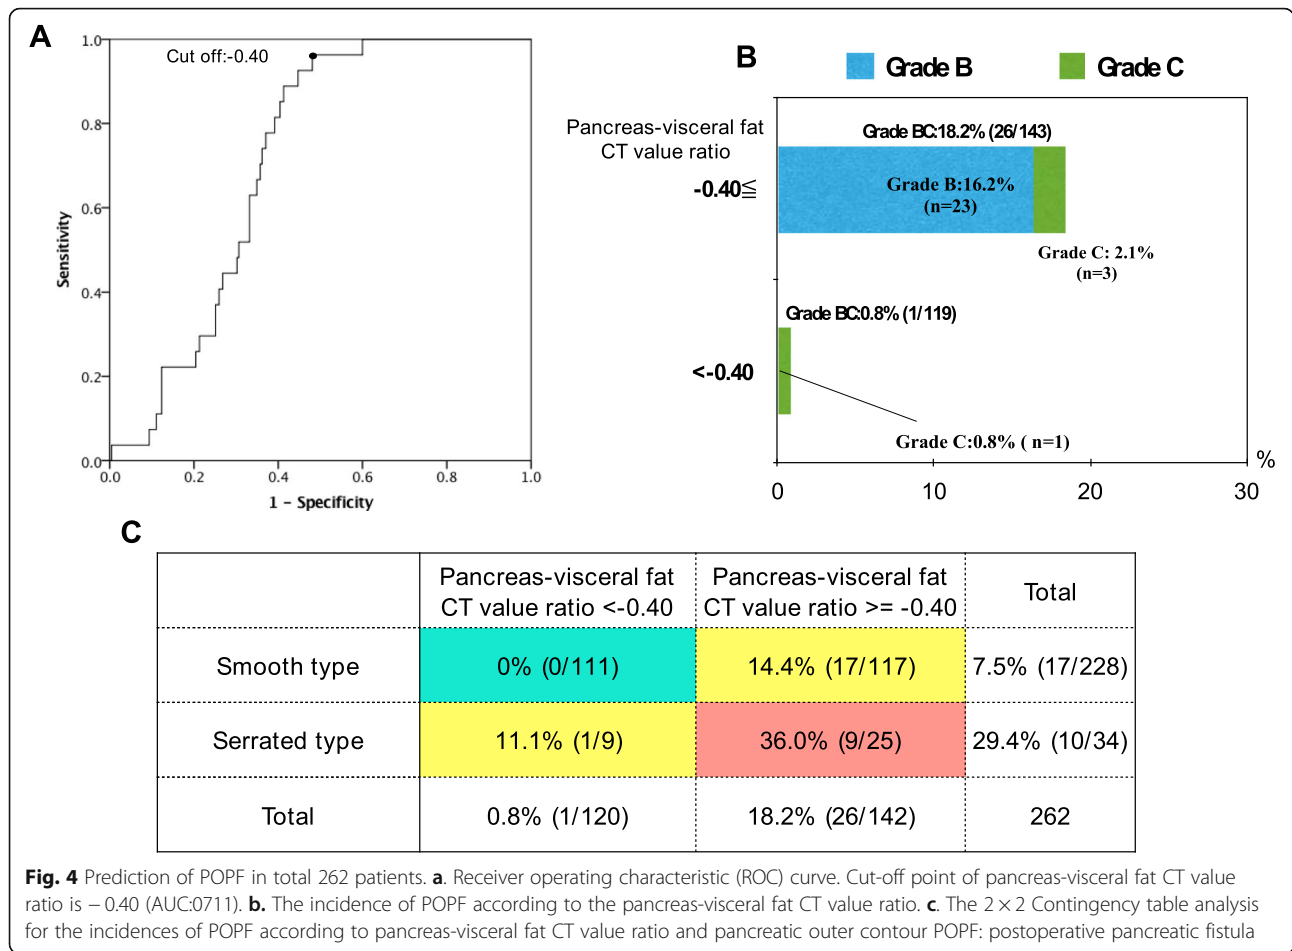 A
Cut off:-0.40
1.0
0.8
0.6
0.4
0.2
0.0
Sensitivity
0.0 0.2 0.4 0.6 0.8 1.0
1 - Specificity
B
Grade B Grade C
Pancreas-visceral fat
CT value ratio
-0.40≦
Grade BC:18.2% (26/143)
Grade B:16.2%
(n=23)
Grade C: 2.1%
(n=3)
<-0.40
Grade BC:0.8% (1/119)
Grade C:0.8% ( n=1)
0 10 20 30
%
C
Pancreas-visceral fat
CT value ratio <-0.40
Pancreas-visceral fat
CT value ratio >= -0.40
Total
Smooth type 0% (0/111) 14.4% (17/117) 7.5% (17/228)
Serrated type 11.1% (1/9) 36.0% (9/25) 29.4% (10/34)
Total 0.8% (1/120) 18.2% (26/142) 262
Fig. 4 Prediction of POPF in total 262 patients. a. Receiver operating characteristic (ROC) curve. Cut-off point of pancreas-visceral fat CT value
ratio is − 0.40 (AUC:0711). b. The incidence of POPF according to the pancreas-visceral fat CT value ratio. c. The 2 × 2 Contingency table analysis
for the incidences of POPF according to pancreas-visceral fat CT value ratio and pancreatic outer contour POPF: postoperative pancreatic fistula